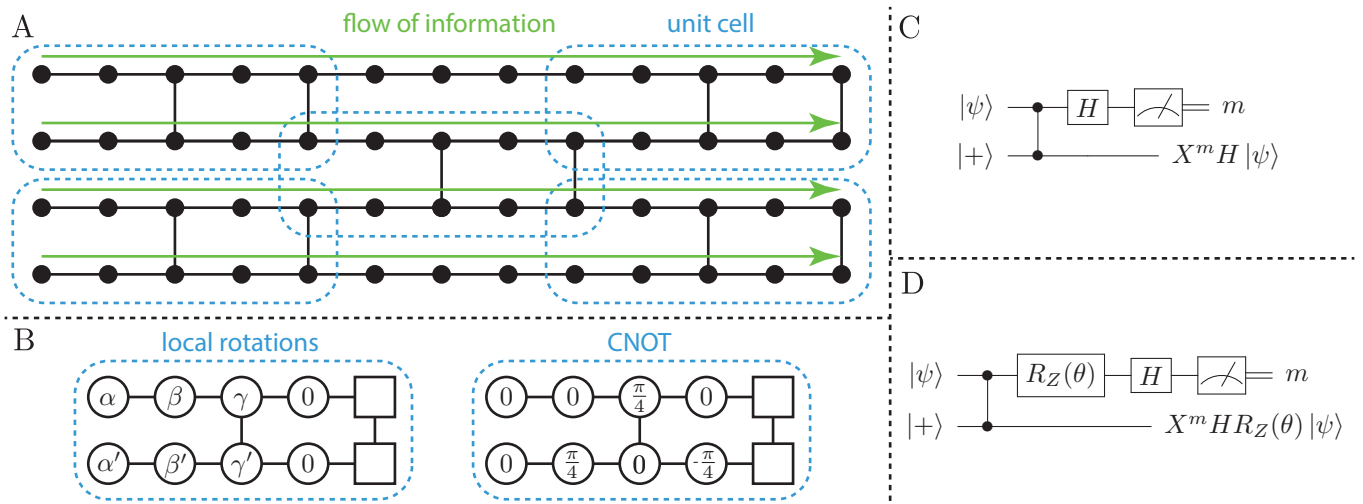 A
flow of information
unit cell
B
local rotations
CNOT
α β γ 0
α′ β′ γ′ 0
0 0 π/4 0
0 π/4 0 -π/4
C
|ψ⟩ H m
|+⟩ X^m H |ψ⟩
D
|ψ⟩ R_Z(θ) H m
|+⟩ X^m H R_Z(θ) |ψ⟩